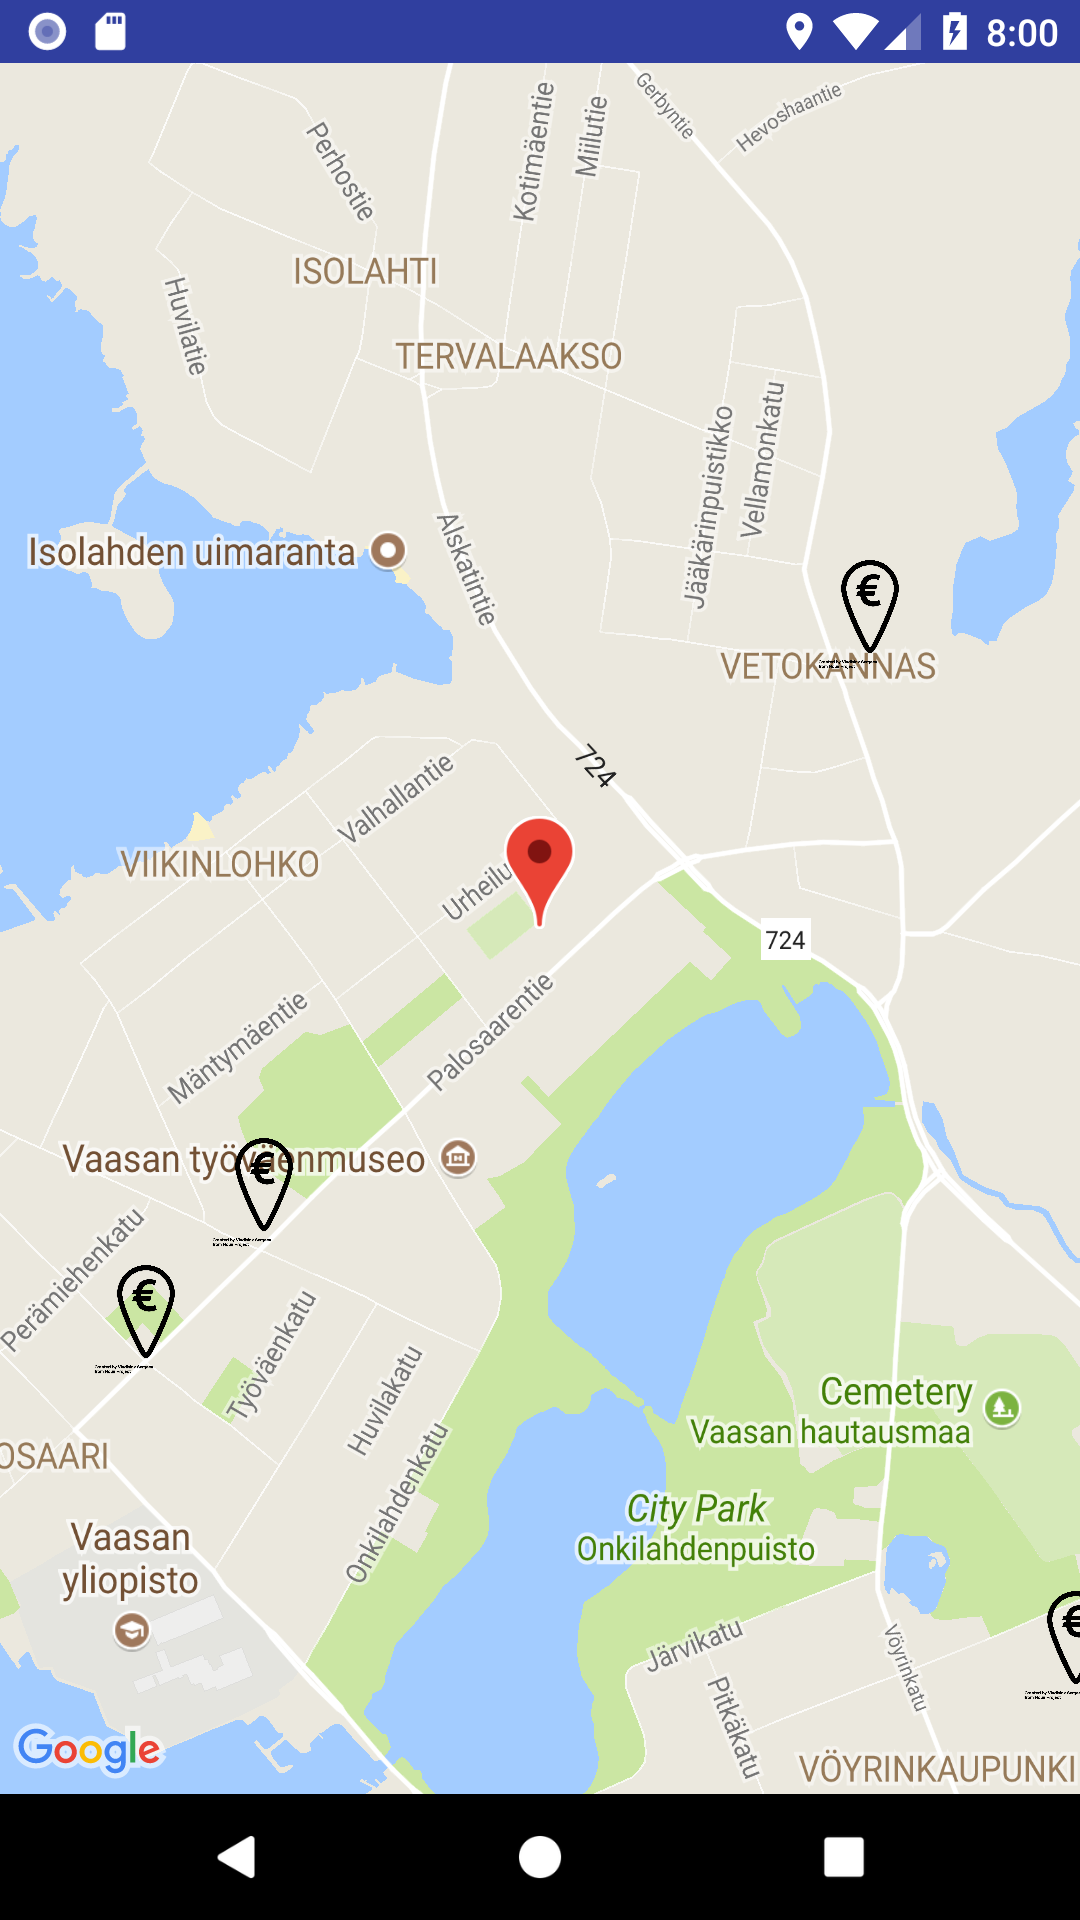 8:00
Gerbyntie
Hevoshaantie
Kotimäentie
Miilutie
Perhostie
ISOLAHTI
Huvilatie
TERVALAAKSO
Jääkärinpuistikko
Vellamonkatu
Alskatintie
Isolahden uimaranta
€
VETOKANNAS
724
Valhallantie
VIIKINLOHKO
Urheilu
724
Palosaarentie
Mäntymäentie
Vaasan työväenmuseo
€
Perämiehenkatu
€
Työväenkatu
Huvilakatu
Onkilahdenkatu
Cemetery
Vaasan hautausmaa
OSAARI
City Park
Onkilahdenpuisto
Vaasan
yliopisto
€
Järvikatu
Pitkäkatu
Vöyrinkatu
Google
VÖYRINKAUPUNKI